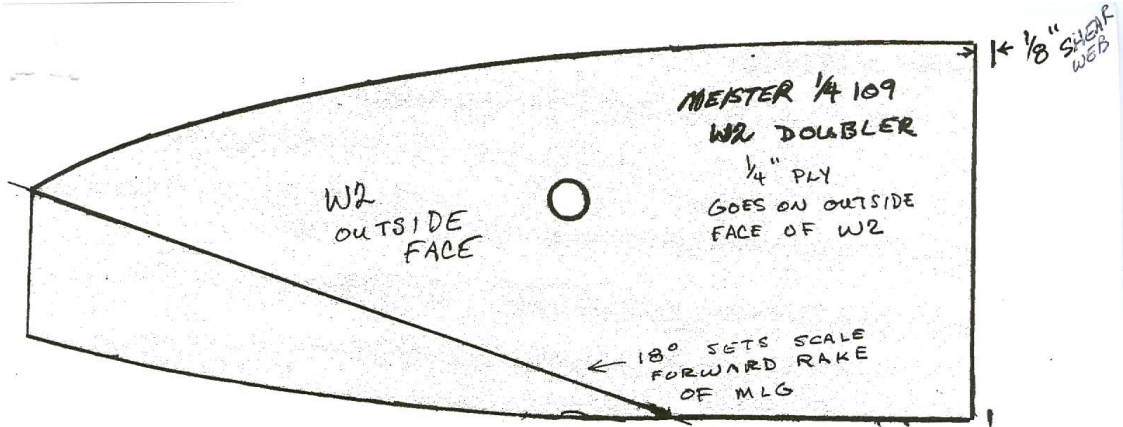 1/8" SHEAR
WEB
MEISTER 1/4 109
W2 DOUBLER
1/4" PLY
GOES ON OUTSIDE
FACE OF W2
W2
OUTSIDE
FACE
18° SETS SCALE
FORWARD RAKE
OF MLG